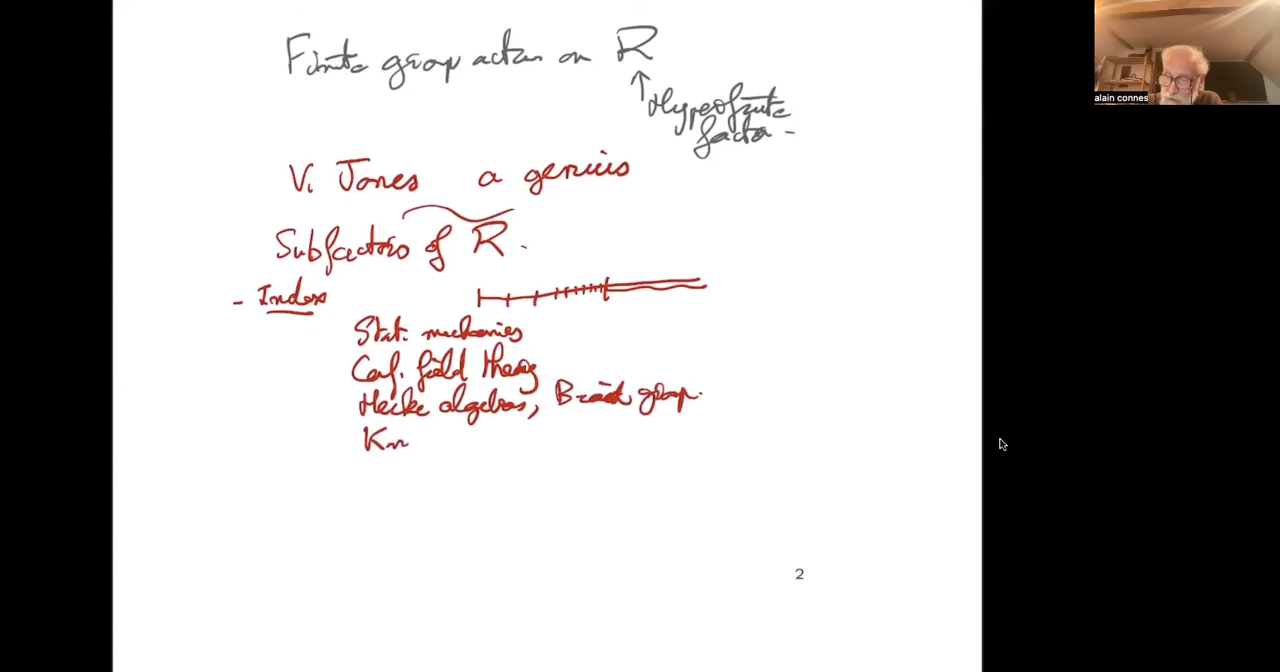 Finite group actns on R
Hyperfinite
factor -
alain connes
V. Jones a genius
Subfactors of R.
- Index
Stat. mechanics
Conf. field theory
Hecke algebras, Braid group.
Kn
2